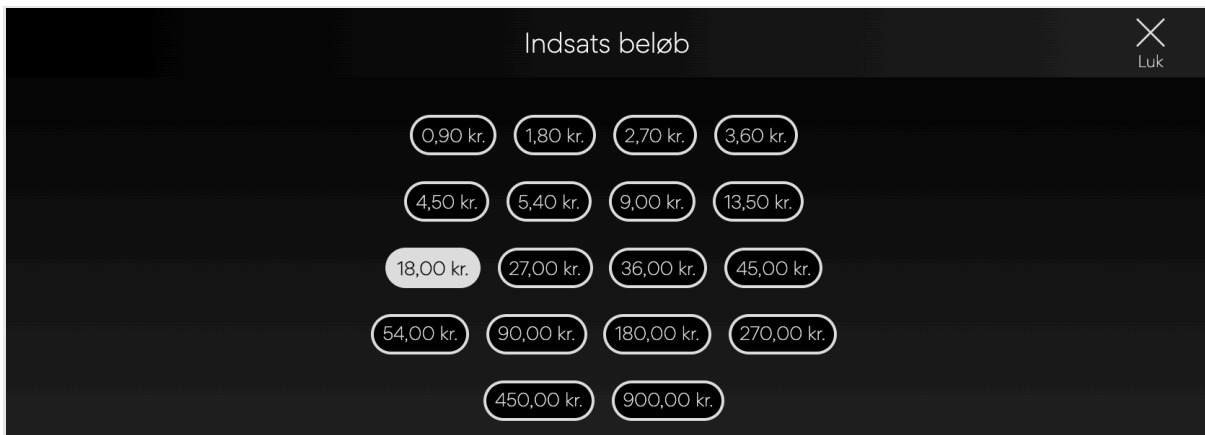 Indsats beløb
Luk
0,90 kr. 1,80 kr. 2,70 kr. 3,60 kr.
4,50 kr. 5,40 kr. 9,00 kr. 13,50 kr.
18,00 kr. 27,00 kr. 36,00 kr. 45,00 kr.
54,00 kr. 90,00 kr. 180,00 kr. 270,00 kr.
450,00 kr. 900,00 kr.